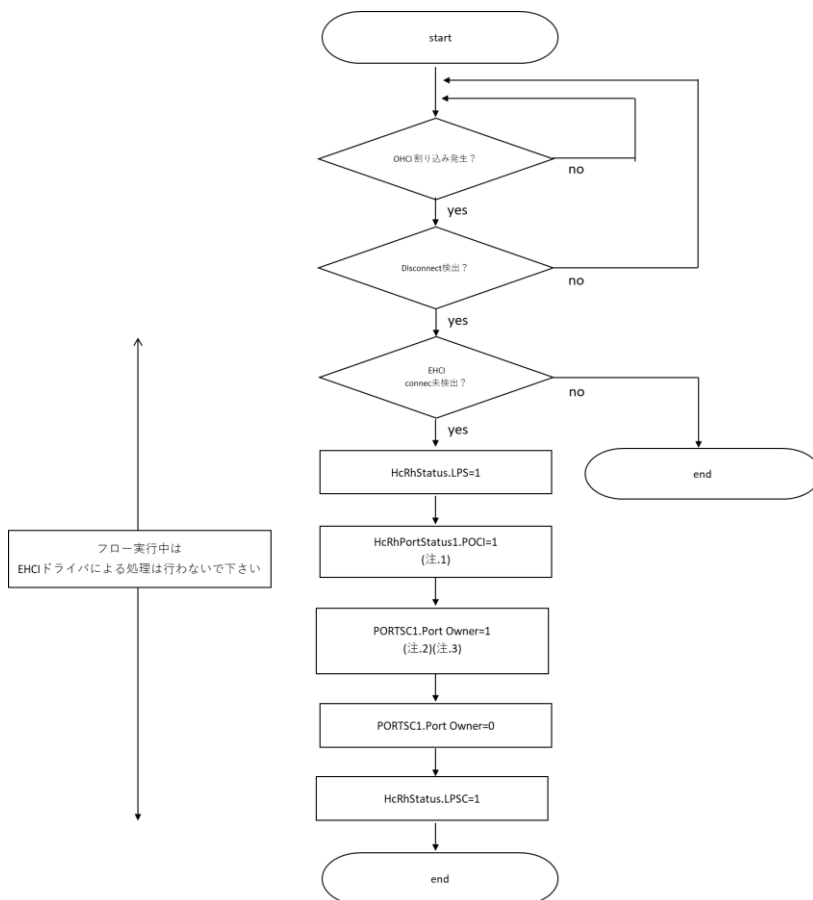 start
OHCI 割り込み発生？
no
yes
Disconnect検出？
no
yes
EHCI
connec未検出？
no
yes
HcRhStatus.LPS=1
end
HcRhPortStatus1.POCI=1
(注.1)
フロー実行中は
EHCIドライバによる処理は行わないで下さい
PORTSC1.Port Owner=1
(注.2)(注.3)
PORTSC1.Port Owner=0
HcRhStatus.LPSC=1
end